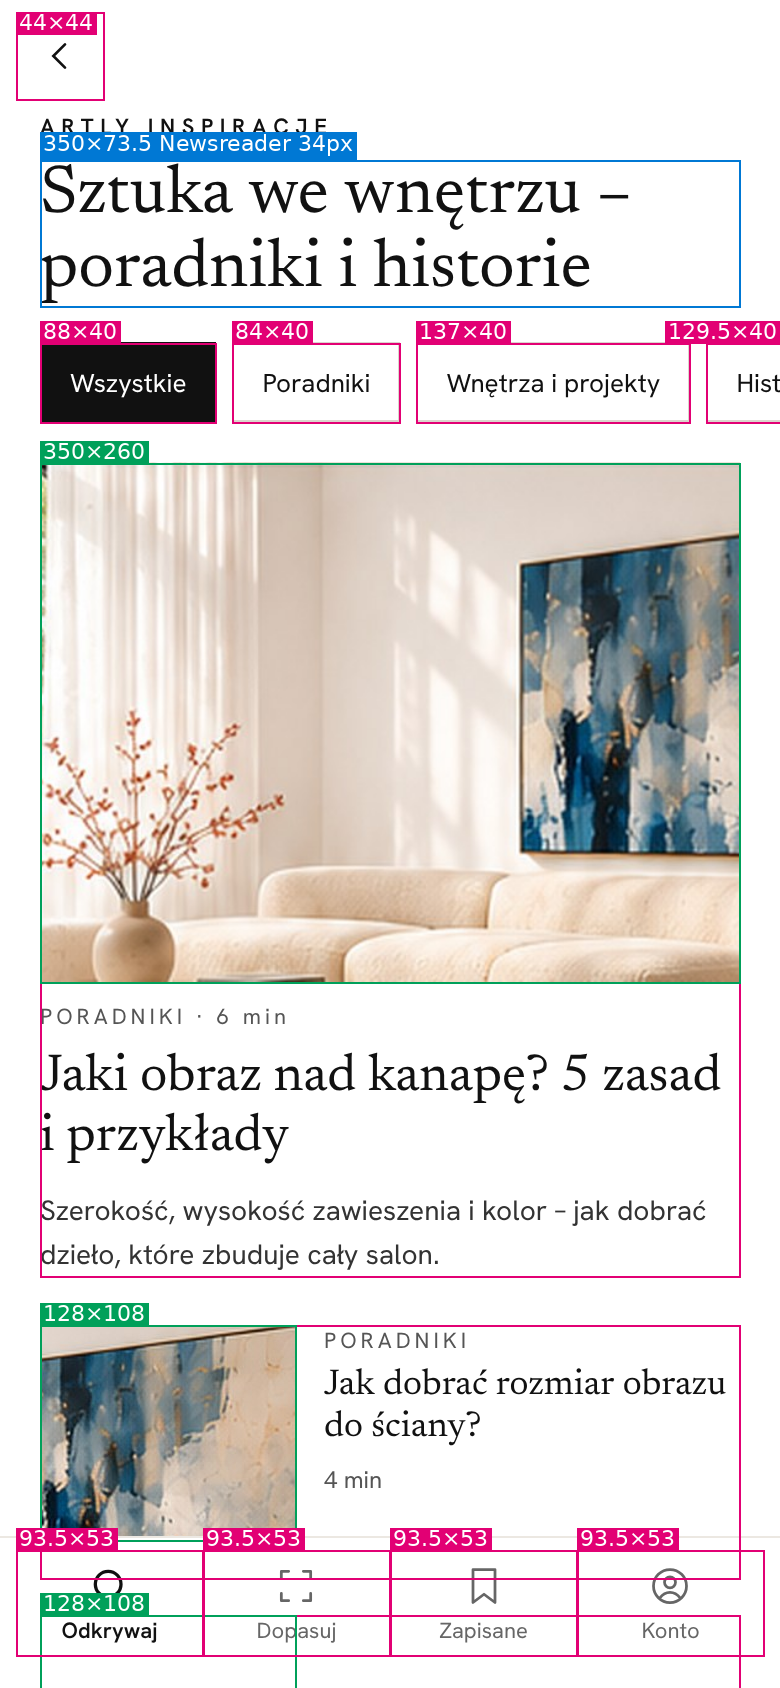 44×44
ARTLY INSPIRACJE
350×73.5 Newsreader 34px
Sztuka we wnętrzu –
poradniki i historie
88×40
84×40
137×40
129.5×40
Wszystkie
Poradniki
Wnętrza i projekty
Hist
350×260
PORADNIKI · 6 min
Jaki obraz nad kanapę? 5 zasad
i przykłady
Szerokość, wysokość zawieszenia i kolor – jak dobrać
dzieło, które zbuduje cały salon.
128×108
PORADNIKI
Jak dobrać rozmiar obrazu
do ściany?
4 min
93.5×53
93.5×53
93.5×53
93.5×53
128×108
Odkrywaj
Dopasuj
Zapisane
Konto